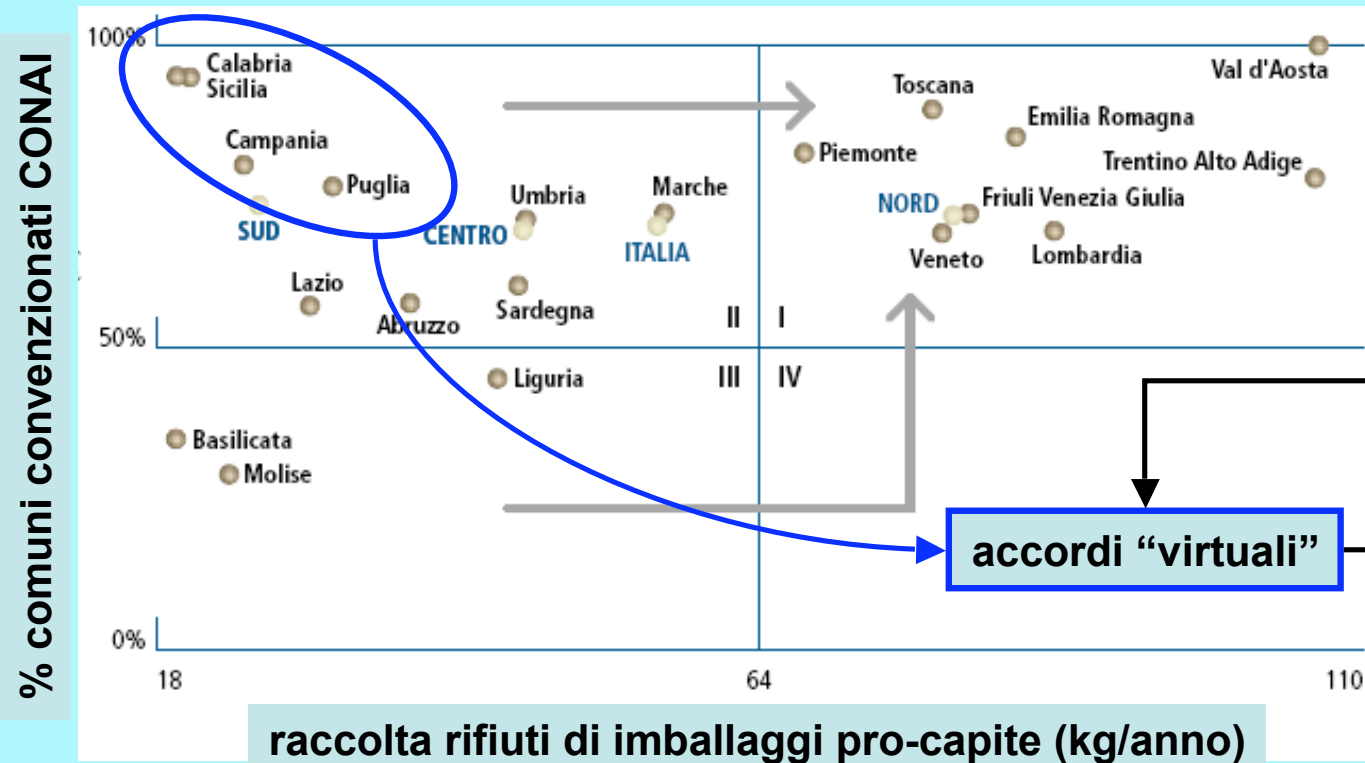 % comuni convenzionati CONAI
100%
Calabria
Sicilia
Campania
Puglia
SUD
Lazio
Abruzzo
Umbria
CENTRO
Sardegna
Marche
ITALIA
Toscana
Piemonte
Val d'Aosta
Emilia Romagna
Trentino Alto Adige
NORD
Friuli Venezia Giulia
Veneto
Lombardia
II
I
50%
III
IV
Liguria
Basilicata
Molise
accordi “virtuali”
0%
18
64
110
raccolta rifiuti di imballaggi pro-capite (kg/anno)